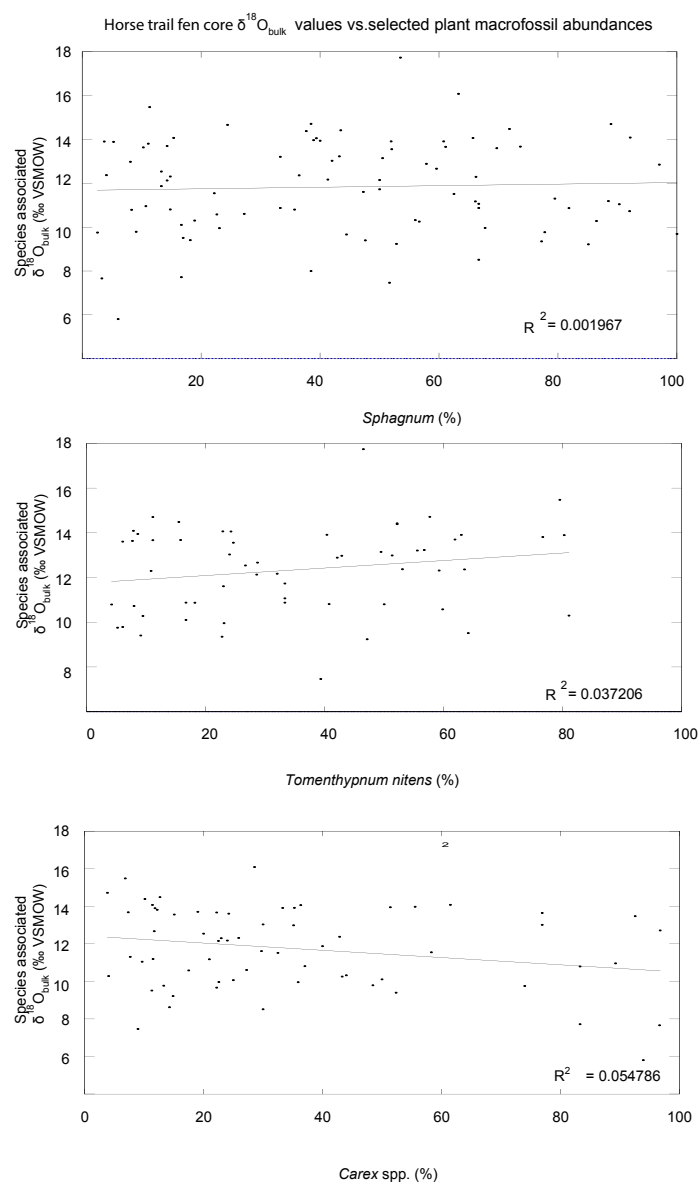 Horse trail fen core δ18Obulk values vs.selected plant macrofossil abundances
18
16
14
12
10
8
6
Species associated
δ18Obulk (‰ VSMOW)
R2 = 0.001967
20 40 60 80 100
Sphagnum (%)
18
16
14
12
10
8
Species associated
δ18Obulk (‰ VSMOW)
R2 = 0.037206
0 20 40 60 80 100
Tomenthypnum nitens (%)
18
16
14
12
10
8
6
Species associated
δ18Obulk (‰ VSMOW)
2
R2 = 0.054786
0 20 40 60 80 100
Carex spp. (%)